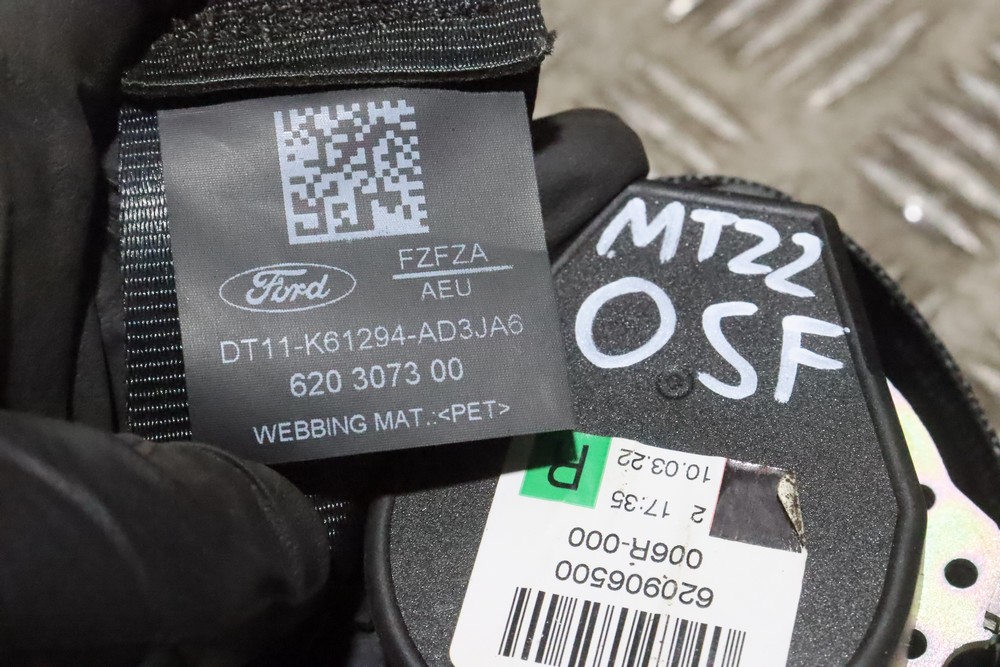 Ford
FZFZA
AEU
DT11-K61294-AD3JA6
620 3073 00
WEBBING MAT.:<PET>
MT22
OSF
R
10.03.22
2 17:35
006R-000
620906500